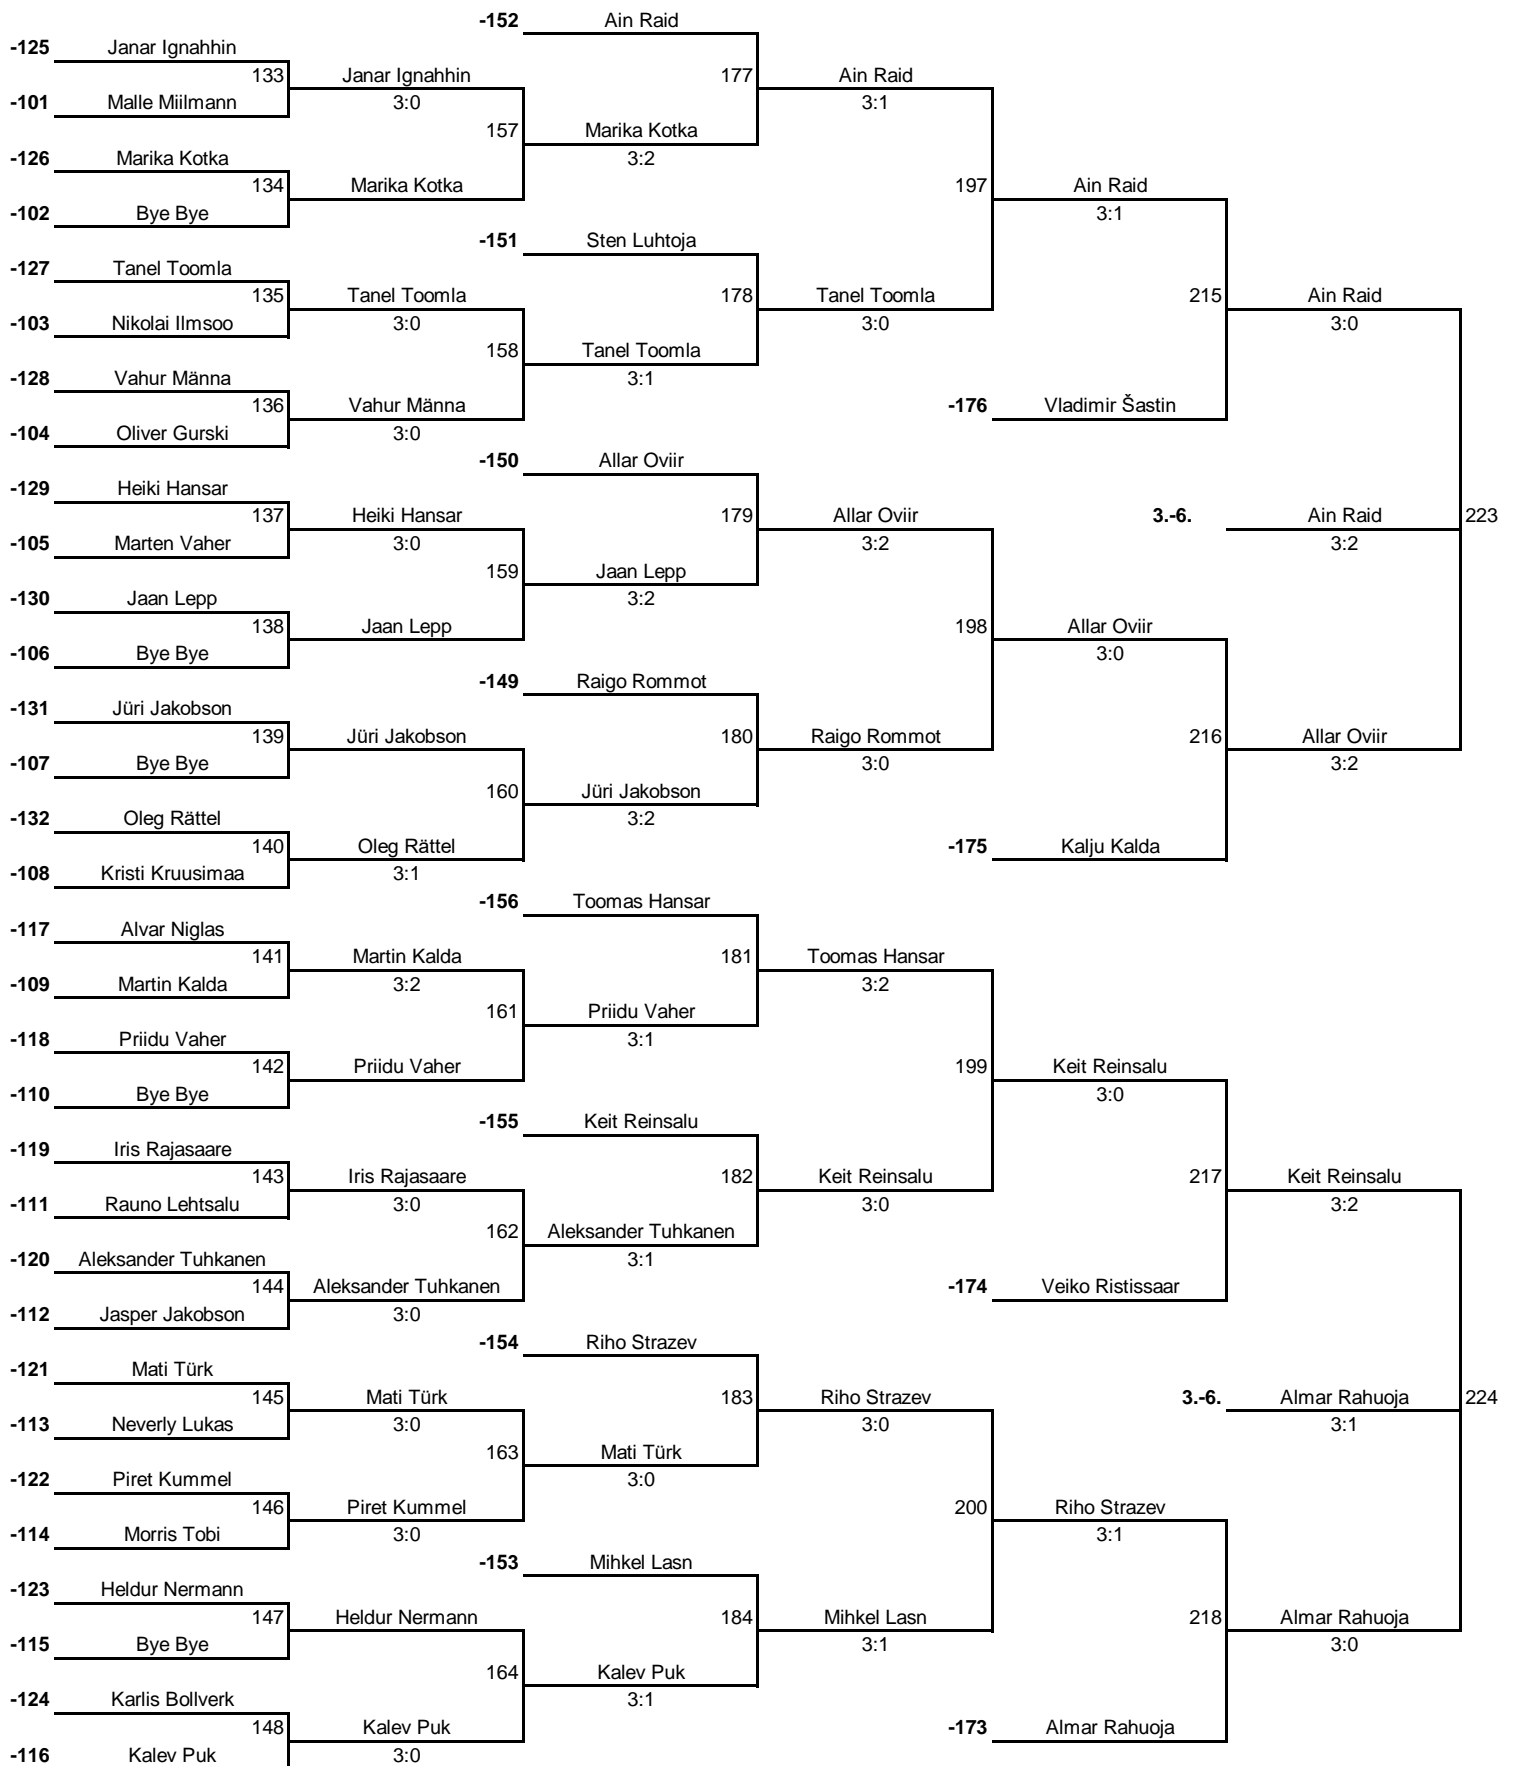 -152 Ain Raid
-125 Janar Ignahhin
133 Janar Ignahhin 177 Ain Raid
-101 Malle Miilmann 3:0 3:1
157 Marika Kotka
-126 Marika Kotka 3:2
134 Marika Kotka 197 Ain Raid
-102 Bye Bye 3:1
-151 Sten Luhtoja
-127 Tanel Toomla
135 Tanel Toomla 178 Tanel Toomla 215 Ain Raid
-103 Nikolai Ilmsoo 3:0 3:0 3:0
158 Tanel Toomla
-128 Vahur Männa 3:1
136 Vahur Männa -176 Vladimir Šastin
-104 Oliver Gurski 3:0
-150 Allar Oviir
-129 Heiki Hansar
137 Heiki Hansar 179 Allar Oviir 3.-6. Ain Raid 223
-105 Marten Vaher 3:0 3:2 3:2
159 Jaan Lepp
-130 Jaan Lepp 3:2
138 Jaan Lepp 198 Allar Oviir
-106 Bye Bye 3:0
-149 Raigo Rommot
-131 Jüri Jakobson
139 Jüri Jakobson 180 Raigo Rommot 216 Allar Oviir
-107 Bye Bye 3:0 3:2
160 Jüri Jakobson
-132 Oleg Rättel 3:2
140 Oleg Rättel -175 Kalju Kalda
-108 Kristi Kruusimaa 3:1
-156 Toomas Hansar
-117 Alvar Niglas
141 Martin Kalda 181 Toomas Hansar
-109 Martin Kalda 3:2 3:2
161 Priidu Vaher
-118 Priidu Vaher 3:1
142 Priidu Vaher 199 Keit Reinsalu
-110 Bye Bye 3:0
-155 Keit Reinsalu
-119 Iris Rajasaare
143 Iris Rajasaare 182 Keit Reinsalu 217 Keit Reinsalu
-111 Rauno Lehtsalu 3:0 3:0 3:2
162 Aleksander Tuhkanen
-120 Aleksander Tuhkanen 3:1
144 Aleksander Tuhkanen -174 Veiko Ristissaar
-112 Jasper Jakobson 3:0
-154 Riho Strazev
-121 Mati Türk
145 Mati Türk 183 Riho Strazev 3.-6. Almar Rahuoja 224
-113 Neverly Lukas 3:0 3:0 3:1
163 Mati Türk
-122 Piret Kummel 3:0
146 Piret Kummel 200 Riho Strazev
-114 Morris Tobi 3:0 3:1
-153 Mihkel Lasn
-123 Heldur Nermann
147 Heldur Nermann 184 Mihkel Lasn 218 Almar Rahuoja
-115 Bye Bye 3:1 3:0
164 Kalev Puk
-124 Karlis Bollverk 3:1
148 Kalev Puk -173 Almar Rahuoja
-116 Kalev Puk 3:0